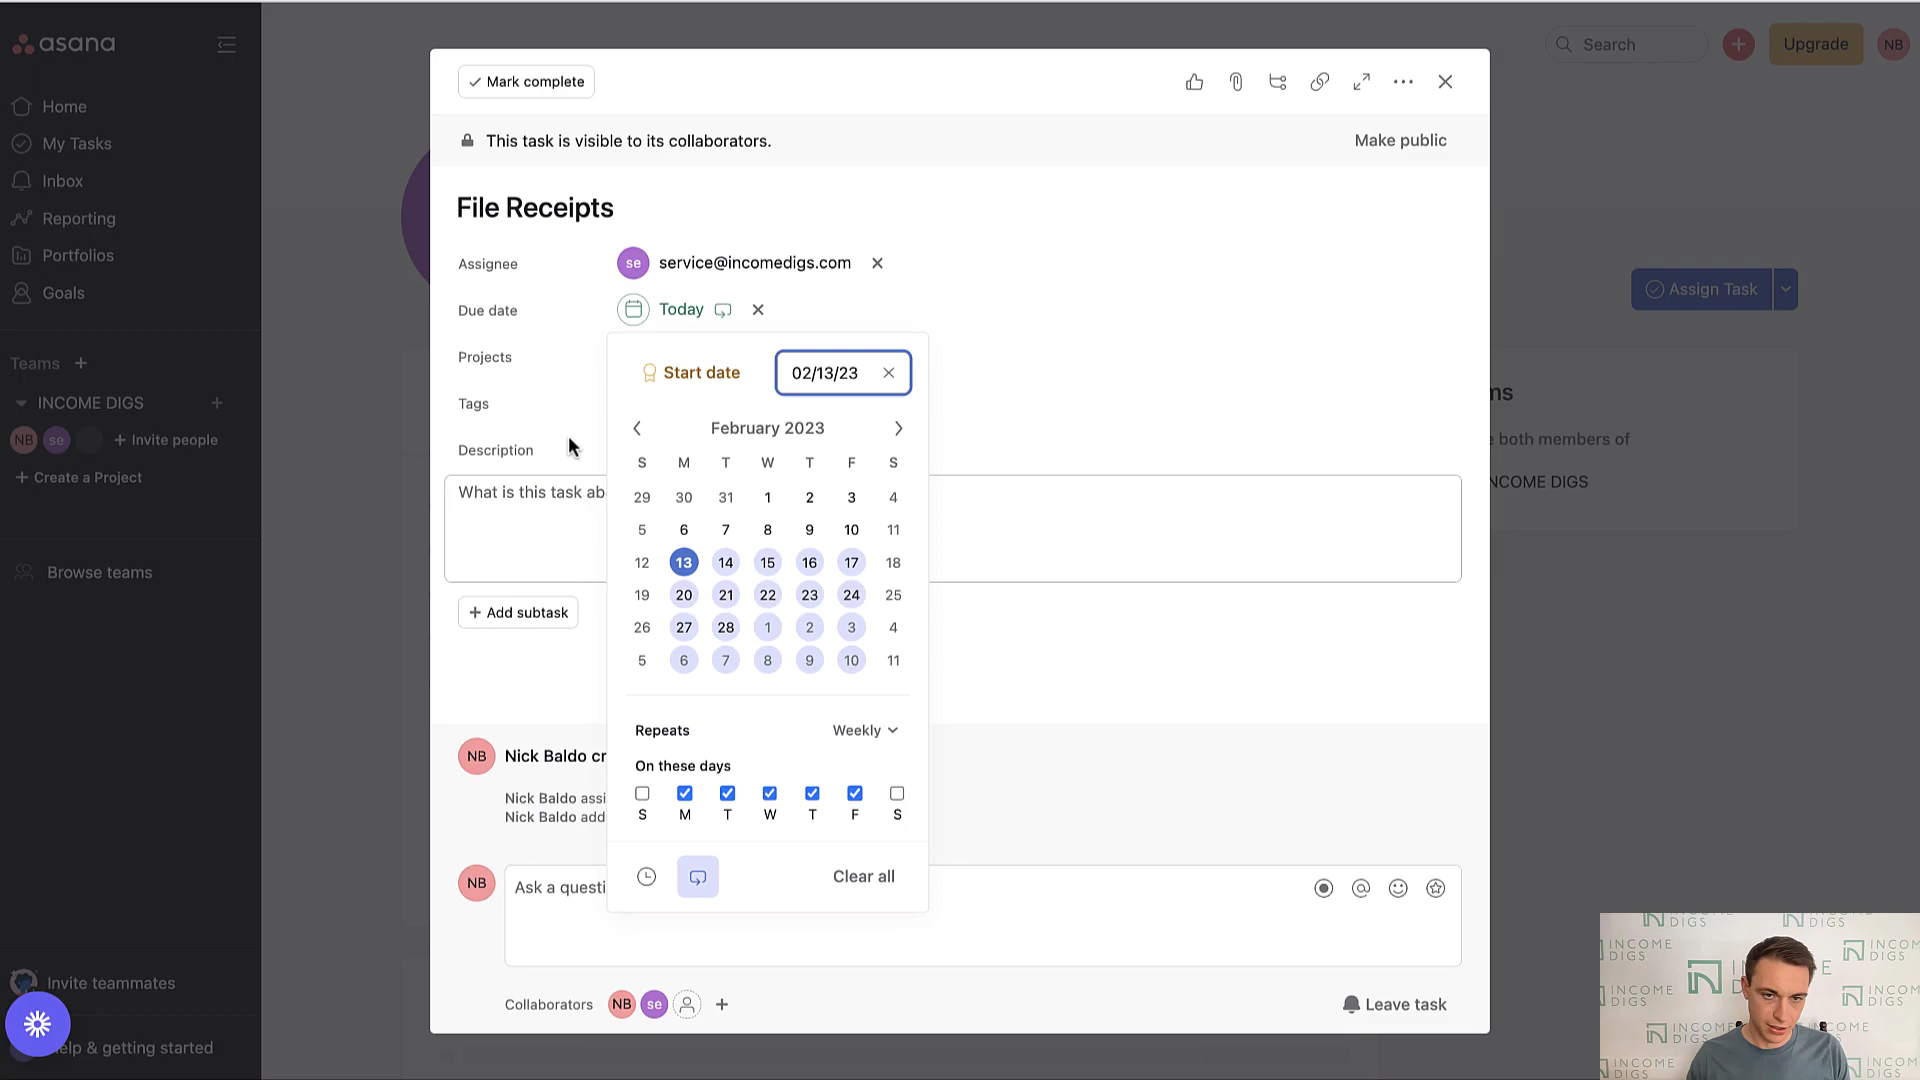 asana
Search
Upgrade
NB
Home
My Tasks
Inbox
Reporting
Portfolios
Goals
Teams
INCOME DIGS
NB
se
Invite people
Create a Project
Browse teams
Invite teammates
elp & getting started
Mark complete
This task is visible to its collaborators.
Make public
File Receipts
Assignee
se
service@incomedigs.com
Due date
Today
Projects
Tags
Description
What is this task ab
Add subtask
Start date
02/13/23
February 2023
S M T W T F S
29 30 31 1 2 3 4
5 6 7 8 9 10 11
12 13 14 15 16 17 18
19 20 21 22 23 24 25
26 27 28 1 2 3 4
5 6 7 8 9 10 11
Repeats
Weekly
On these days
S M T W T F S
Clear all
NB
Nick Baldo cr
Nick Baldo assi
Nick Baldo add
NB
Ask a questi
Collaborators
NB
se
Leave task
Assign Task
ms
e both members of
NCOME DIGS
INCOME
DIGS